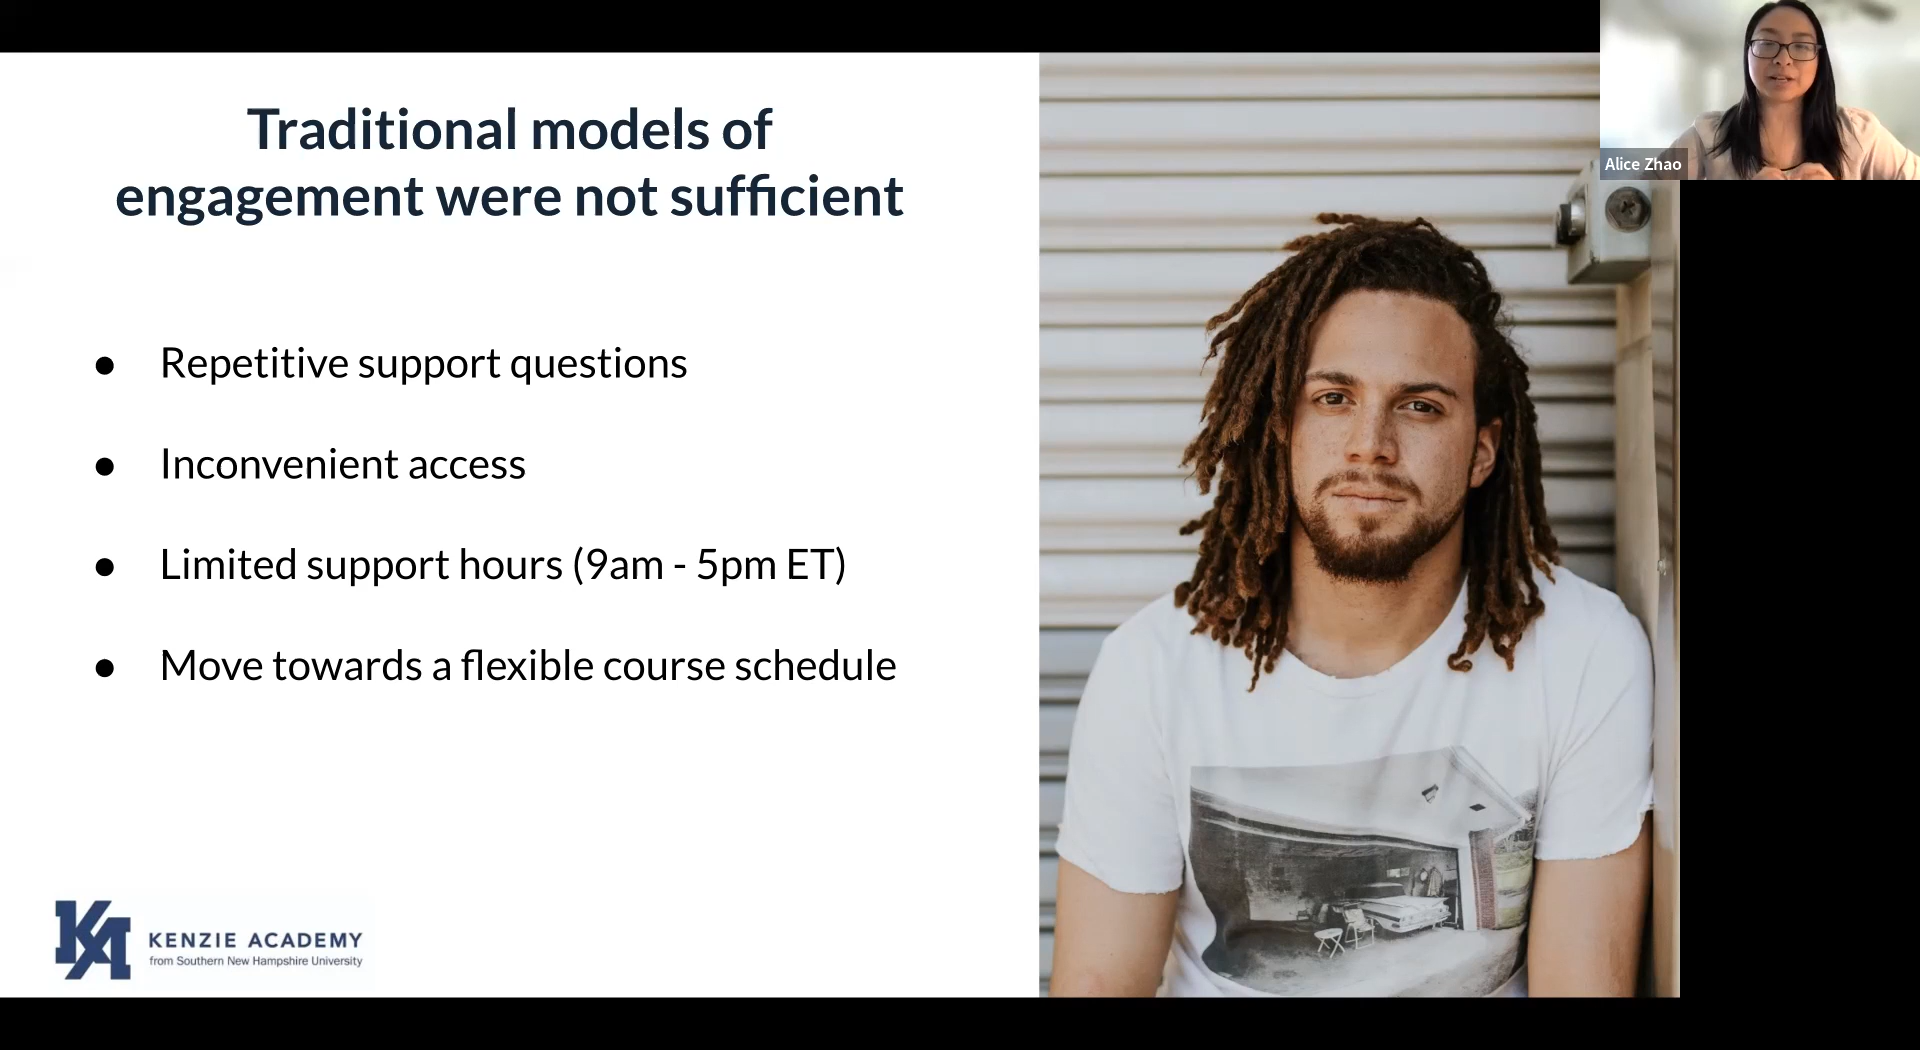 Traditional models of
engagement were not sufficient
● Repetitive support questions
● Inconvenient access
● Limited support hours (9am - 5pm ET)
● Move towards a flexible course schedule
KA
KENZIE ACADEMY
from Southern New Hampshire University
Alice Zhao